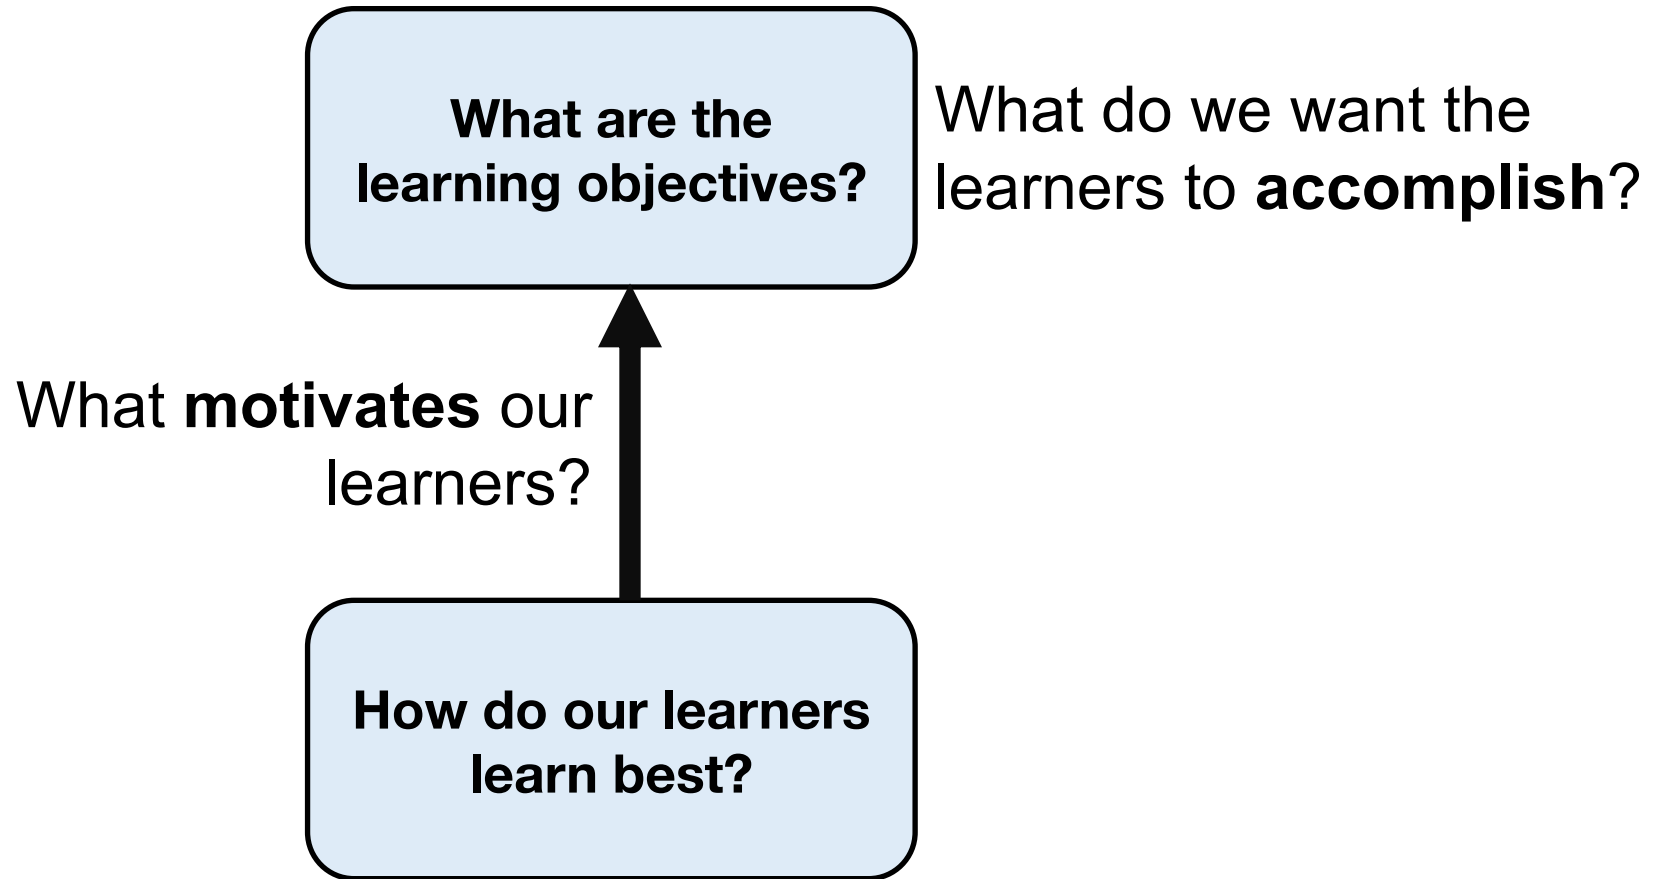 What are the
learning objectives?
What do we want the
learners to accomplish?
What motivates our
learners?
How do our learners
learn best?